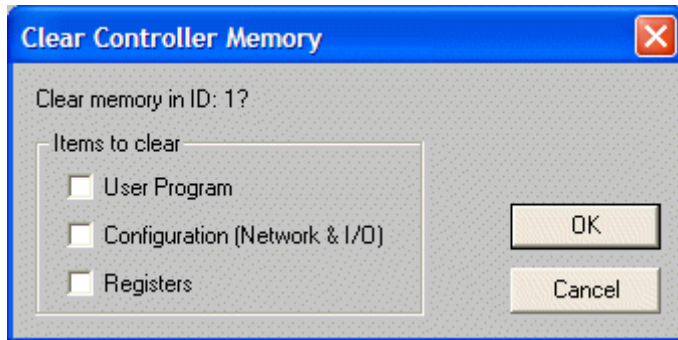 Clear Controller Memory
Clear memory in ID: 1?
Items to clear
User Program
Configuration (Network & I/O)
Registers
OK
Cancel